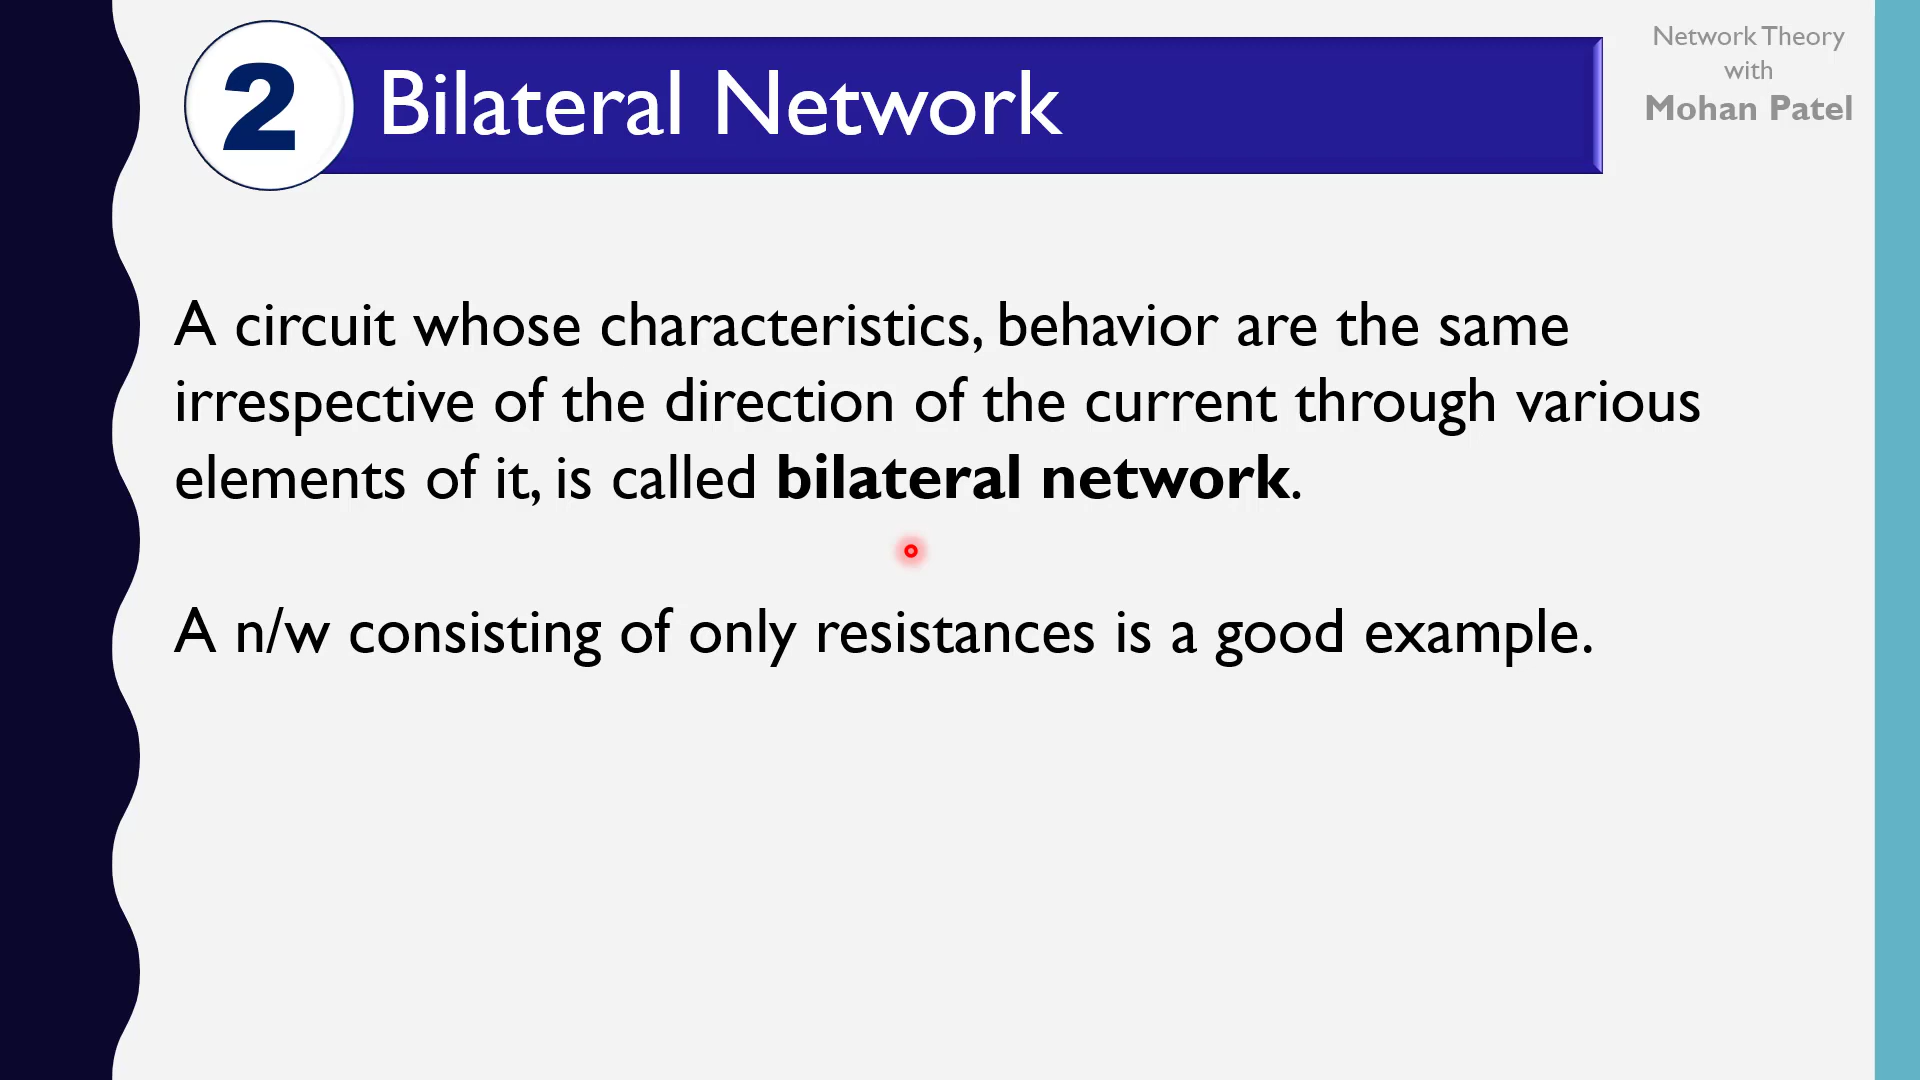 2 Bilateral Network
Network Theory
with
Mohan Patel
A circuit whose characteristics, behavior are the same
irrespective of the direction of the current through various
elements of it, is called bilateral network.
A n/w consisting of only resistances is a good example.